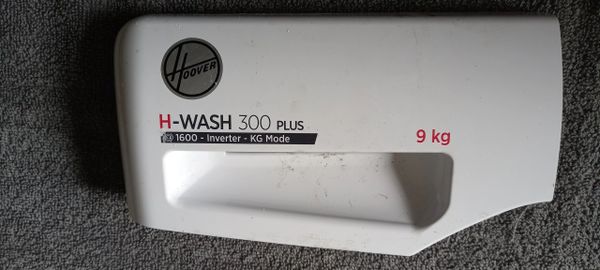 HOOVER
H-WASH 300 PLUS
1600 - Inverter - KG Mode
9 kg